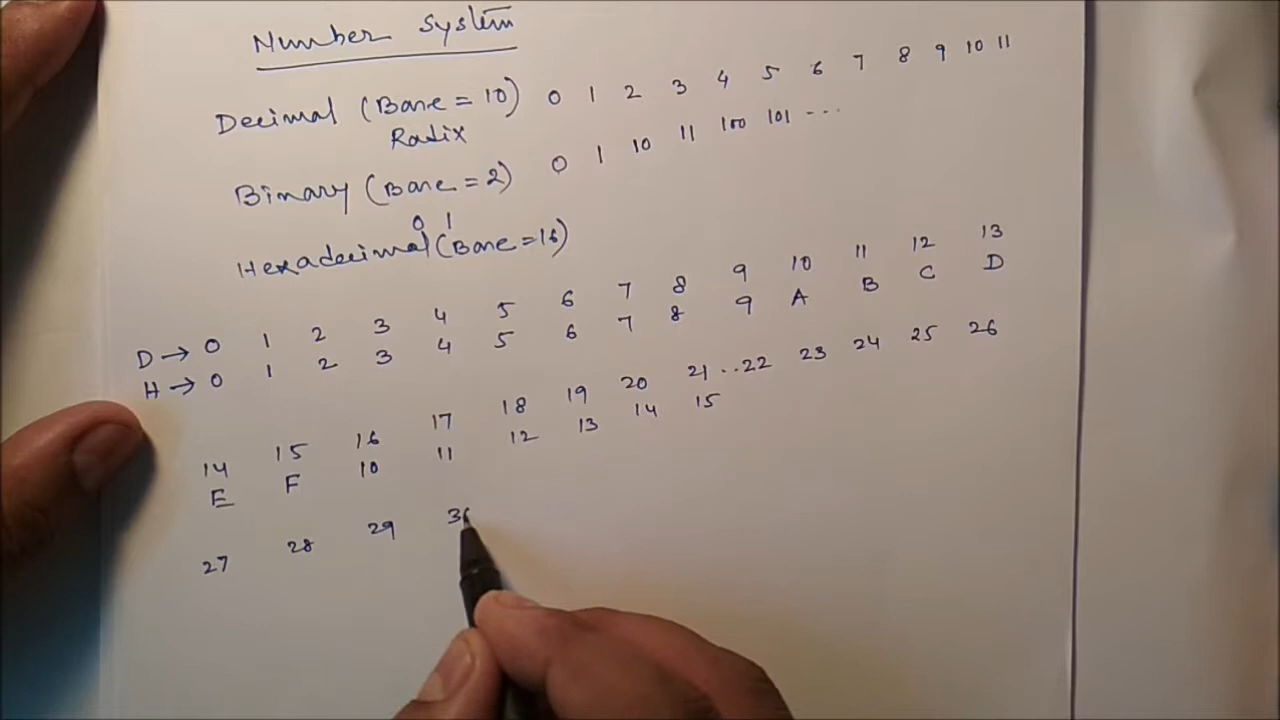 Number System
Decimal (Base = 10) 0 1 2 3 4 5 6 7 8 9 10 11
Radix
Binary (Base = 2) 0 1 10 11 100 101 ...
0 1
Hexadecimal (Base = 16)
D → 0 1 2 3 4 5 6 7 8 9 10 11 12 13
H → 0 1 2 3 4 5 6 7 8 9 A B C D
14 15 16 17 18 19 20 21 .. 22 23 24 25 26
E F 10 11 12 13 14 15
27 28 29 30